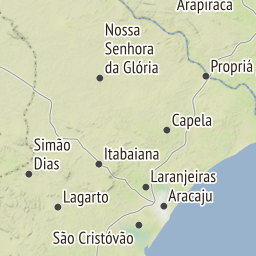 Arapiraca
Nossa
Senhora
da Glória
Propriá
Capela
Simão
Dias
Itabaiana
Laranjeiras
Lagarto
Aracaju
São Cristóvão